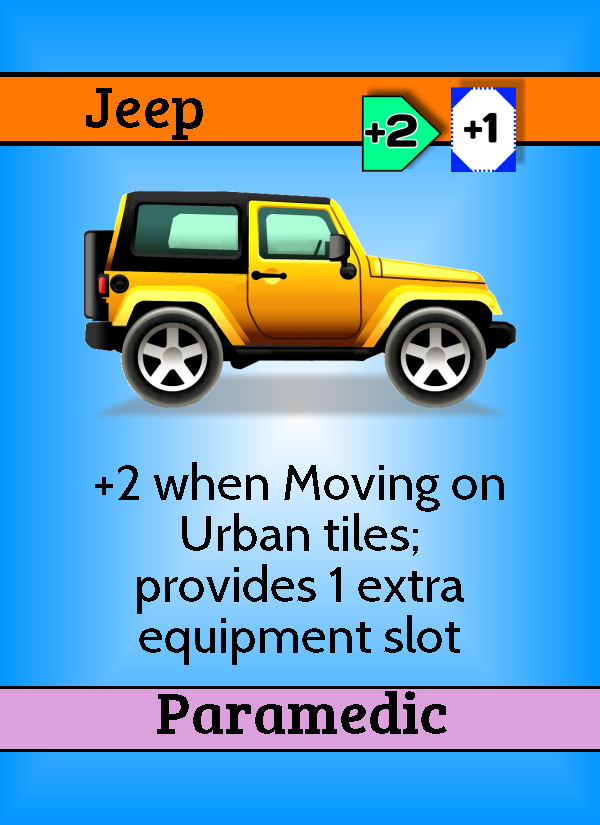 Jeep +2 +1
+2 when Moving on
Urban tiles;
provides 1 extra
equipment slot
Paramedic